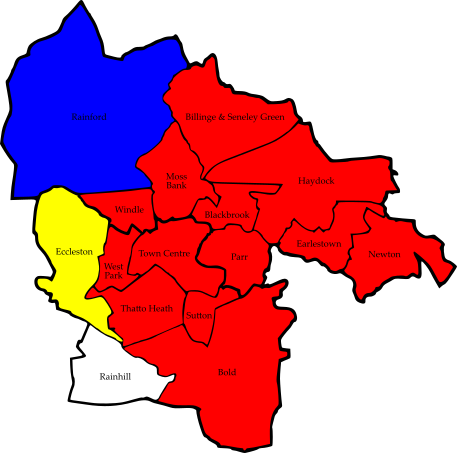 Rainford
Billinge & Seneley Green
Moss
Bank
Haydock
Windle
Blackbrook
Eccleston
Town Centre
Parr
Earlestown
Newton
West
Park
Thatto Heath
Sutton
Rainhill
Bold